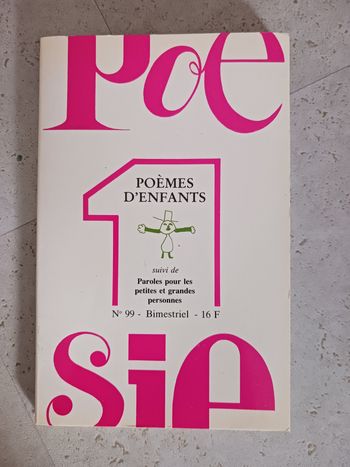 Poe
1
POÈMES
D'ENFANTS
suivi de
Paroles pour les
petites et grandes
personnes
N° 99 - Bimestriel - 16 F
sie